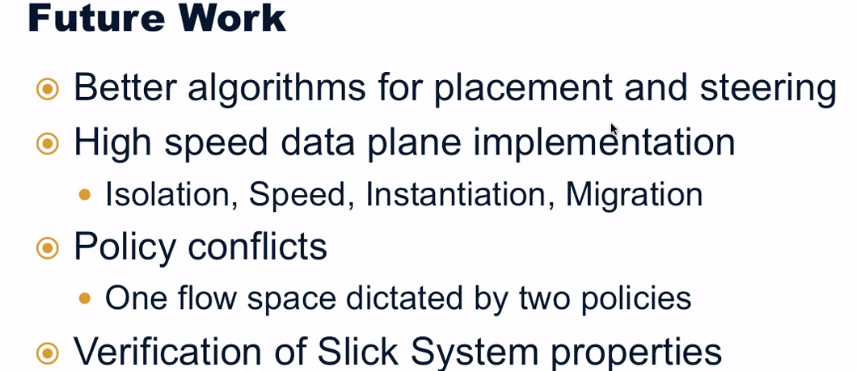 Future Work
Better algorithms for placement and steering
High speed data plane implementation
Isolation, Speed, Instantiation, Migration
Policy conflicts
One flow space dictated by two policies
Verification of Slick System properties